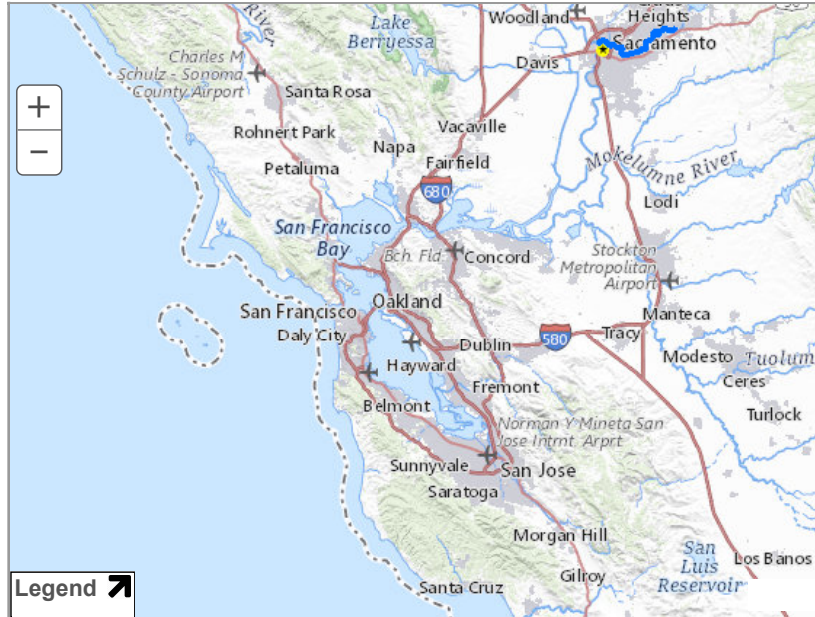 Woodland
Citrus
Heights
River
Lake
Berryessa
Sacramento
Charles M
Schulz - Sonoma
County Airport
Davis
Santa Rosa
+
−
Vacaville
Rohnert Park
Napa
Fairfield
Mokelumne River
Petaluma
680
Lodi
San Francisco
Bay
Bch. Fld
Concord
Stockton
Metropolitan
Airport
Oakland
San Francisco
Manteca
Daly City
Dublin
580
Tracy
Hayward
Modesto
Tuolum
Fremont
Ceres
Belmont
Turlock
Norman Y Mineta San
Jose Intrnt. Arprt
Sunnyvale
San Jose
Saratoga
Morgan Hill
San
Luis
Reservoir
Los Banos
Gilroy
Legend
Santa Cruz